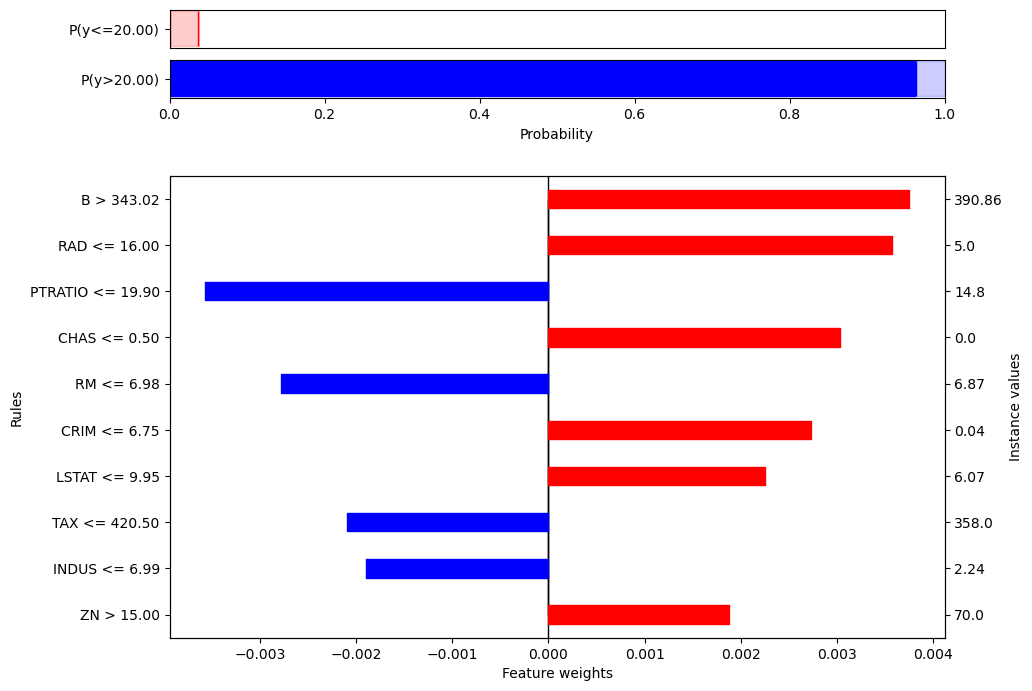 P(y<=20.00)
P(y>20.00)
0.0 0.2 0.4 0.6 0.8 1.0
Probability
B > 343.02 390.86
RAD <= 16.00 5.0
PTRATIO <= 19.90 14.8
CHAS <= 0.50 0.0
RM <= 6.98 6.87
CRIM <= 6.75 0.04
LSTAT <= 9.95 6.07
TAX <= 420.50 358.0
INDUS <= 6.99 2.24
ZN > 15.00 70.0
Rules
Instance values
−0.003 −0.002 −0.001 0.000 0.001 0.002 0.003 0.004
Feature weights